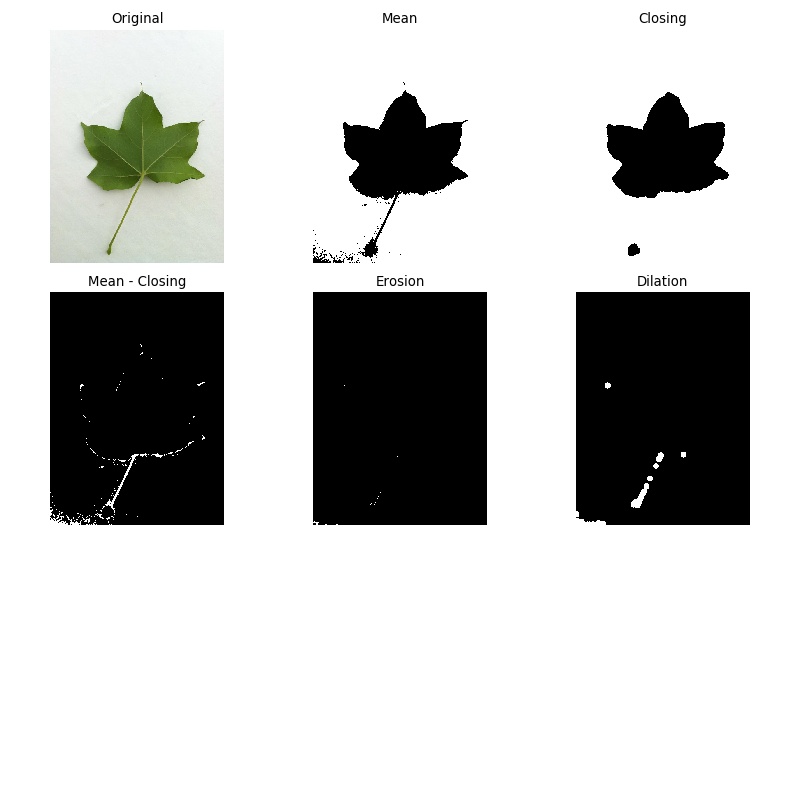 Original
Mean
Closing
Mean - Closing
Erosion
Dilation